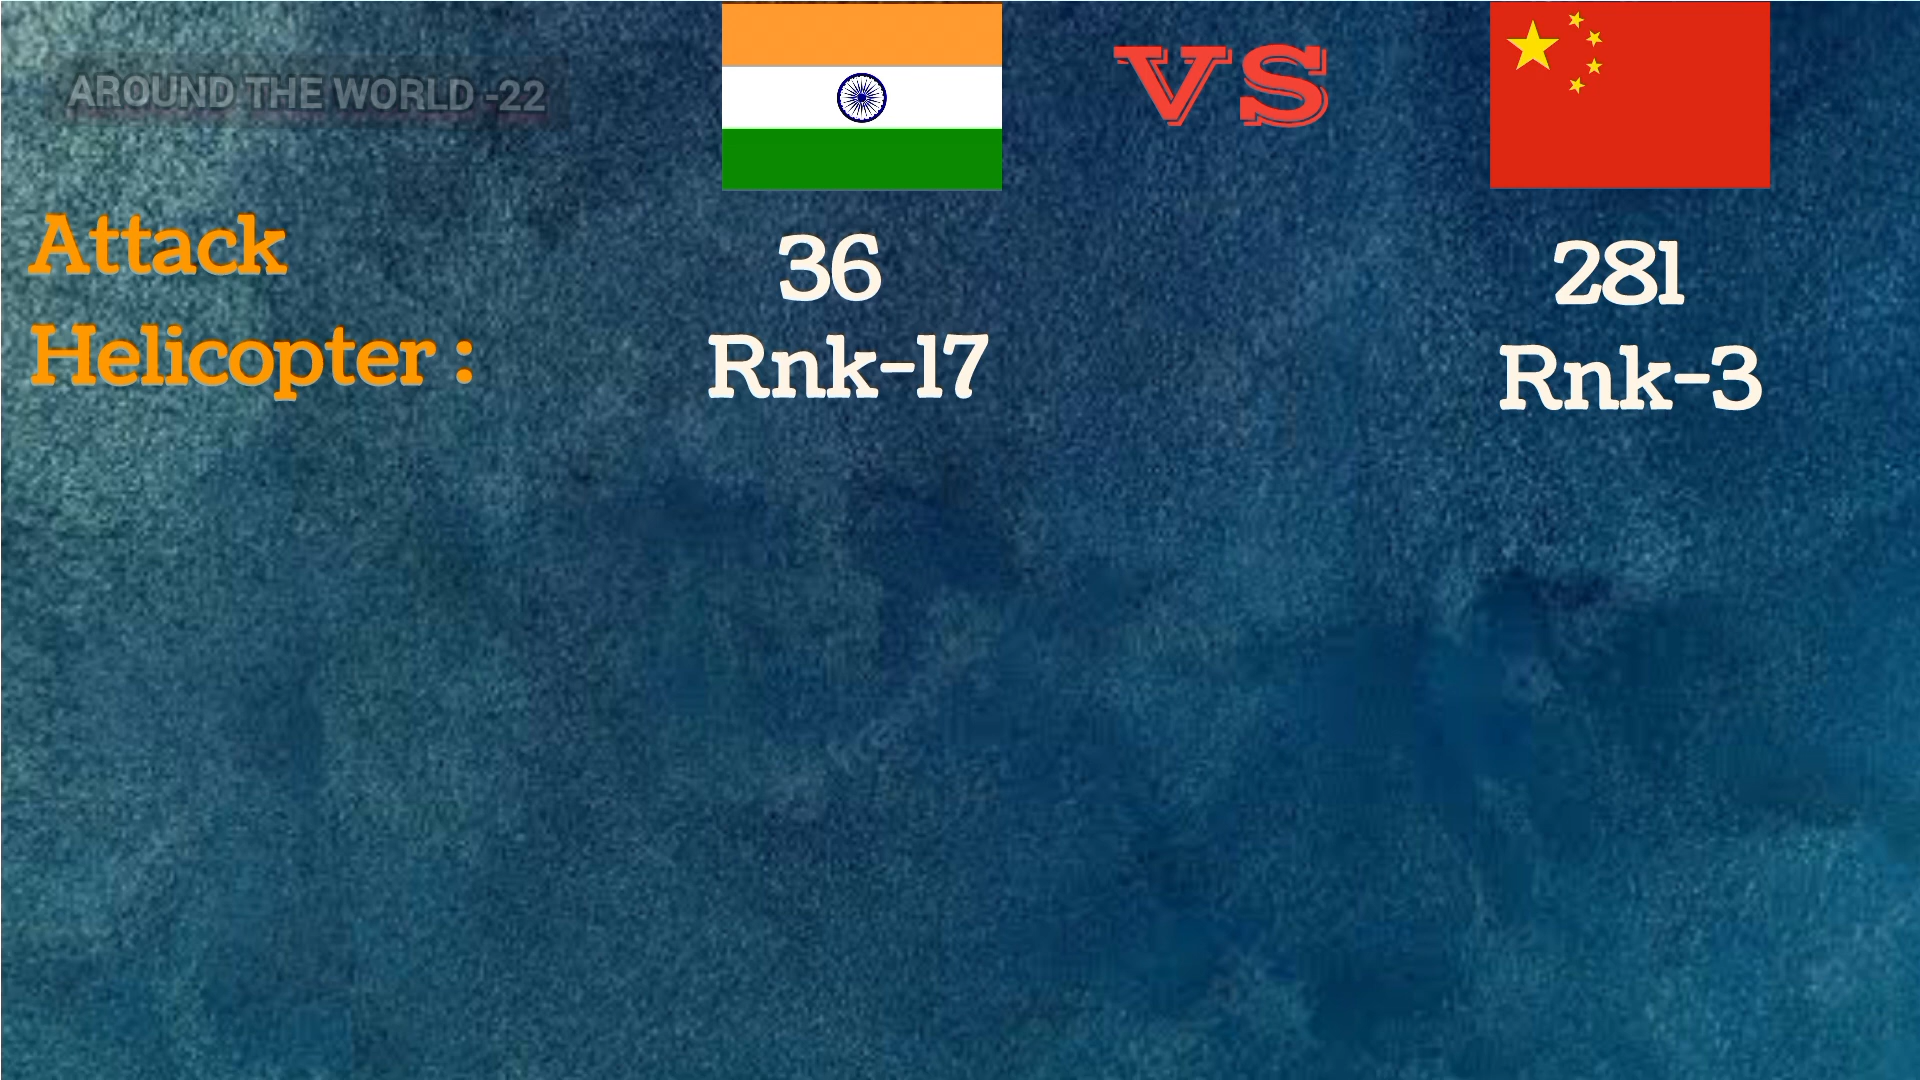 AROUND THE WORLD -22
VS
Attack
Helicopter :
36
Rnk-17
281
Rnk-3